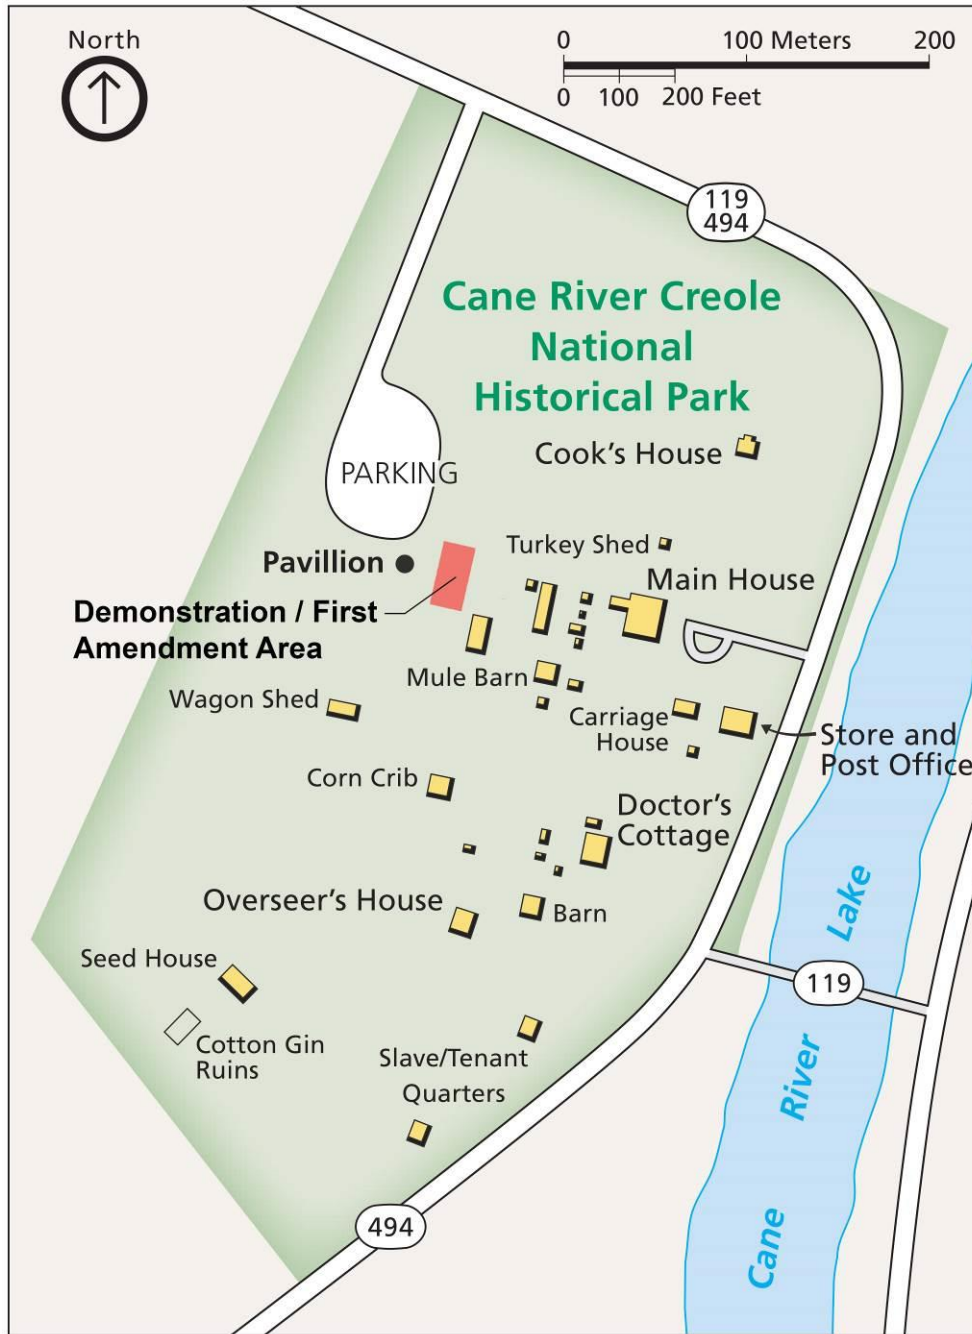 North
0 100 Meters 200
0 100 200 Feet
119
494
Cane River Creole
National
Historical Park
Cook's House
PARKING
Turkey Shed
Pavillion
Main House
Demonstration / First
Amendment Area
Mule Barn
Wagon Shed
Carriage
House
Store and
Post Office
Corn Crib
Doctor's
Cottage
Overseer's House
Barn
Seed House
Cotton Gin
Ruins
Slave/Tenant
Quarters
119
494
Cane River Lake